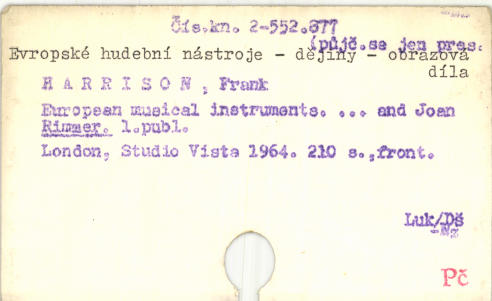 Čís.kn. 2-552.877
(půjč.se jen pres.
Evropské hudební nástroje - dějiny - obrazová
díla
H A R R I S O N , Frank
European musical instruments. ... and Joan
Rimmer. 1.publ.
London, Studio Vista 1964. 210 s.,front.
Luk/Dš
Pč